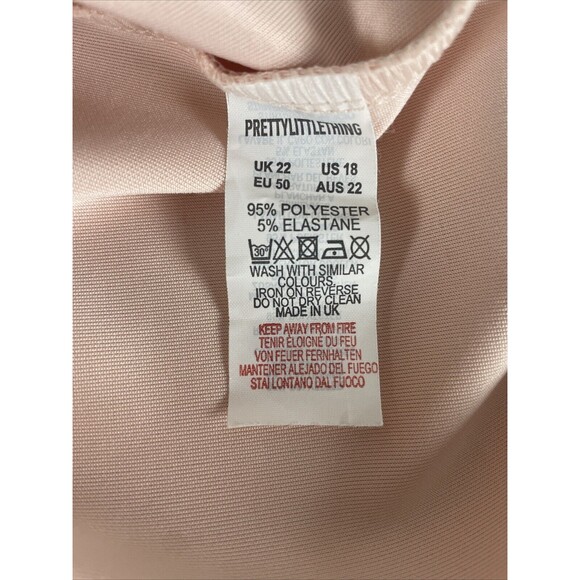 PRETTYLITTLETHING
UK 22 US 18
EU 50 AUS 22
95% POLYESTER
5% ELASTANE
30°
WASH WITH SIMILAR
COLOURS
IRON ON REVERSE
DO NOT DRY CLEAN
MADE IN UK
KEEP AWAY FROM FIRE
TENIR ÉLOIGNÉ DU FEU
VON FEUER FERNHALTEN
MANTENER ALEJADO DEL FUEGO
STAI LONTANO DAL FUOCO